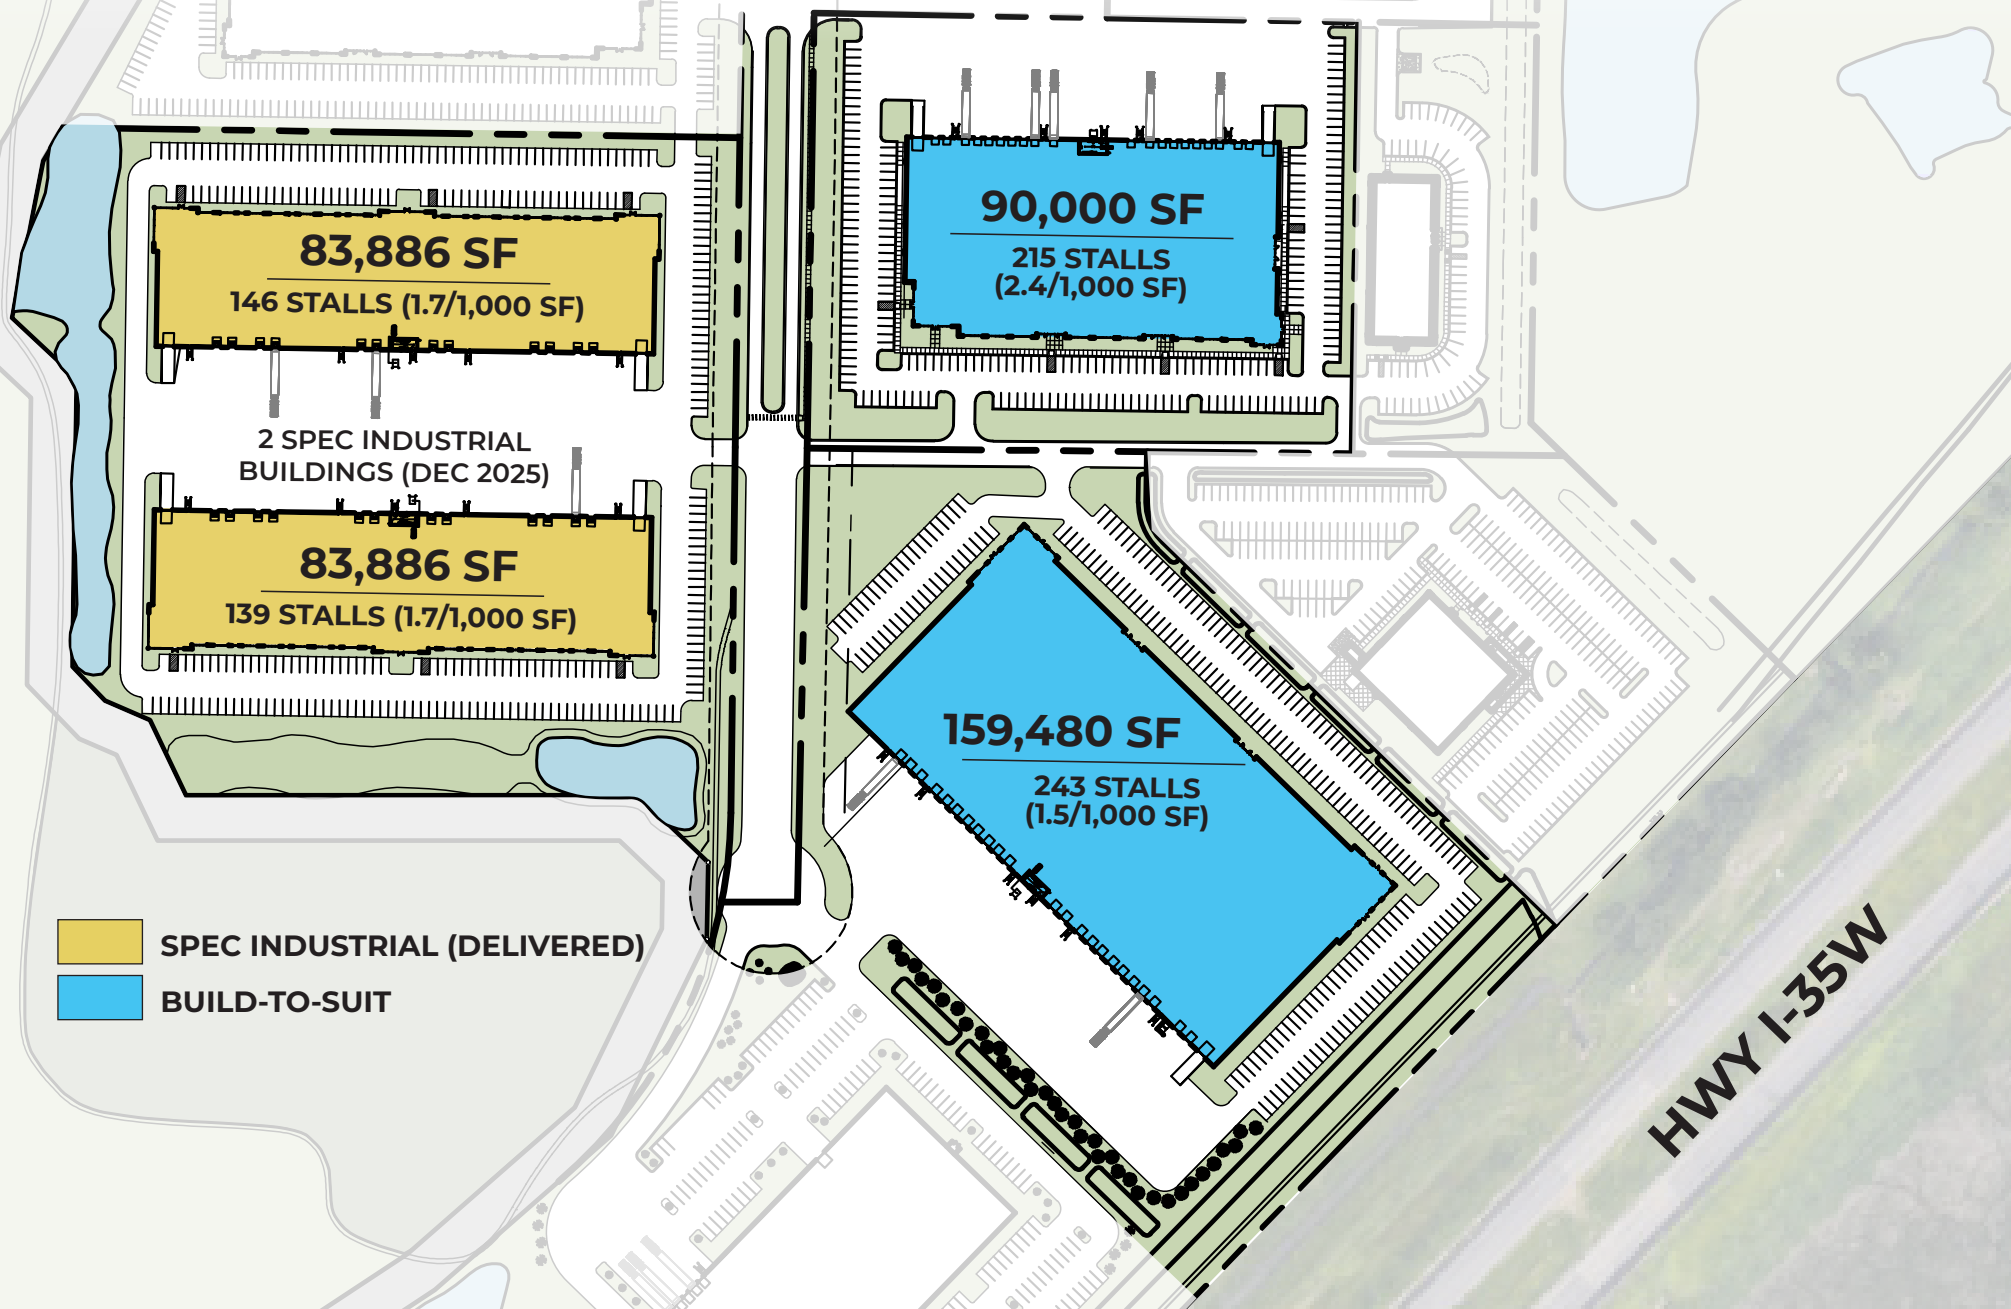 83,886 SF
146 STALLS (1.7/1,000 SF)
2 SPEC INDUSTRIAL
BUILDINGS (DEC 2025)
83,886 SF
139 STALLS (1.7/1,000 SF)
90,000 SF
215 STALLS
(2.4/1,000 SF)
159,480 SF
243 STALLS
(1.5/1,000 SF)
SPEC INDUSTRIAL (DELIVERED)
BUILD-TO-SUIT
HWY I-35W